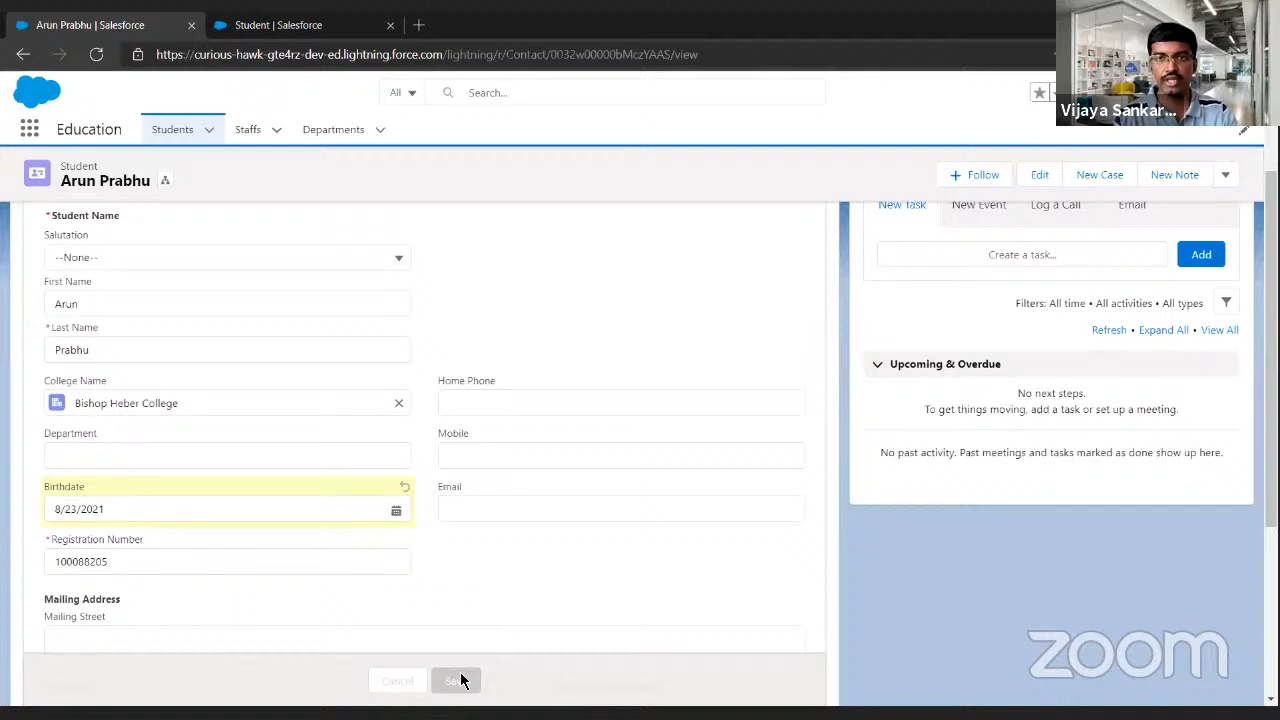 Arun Prabhu | Salesforce
Student | Salesforce
https://curious-hawk-gte4rz-dev-ed.lightning.force.com/lightning/r/Contact/0032w00000bMczYAAS/view
All
Search...
Vijaya Sankar...
Education
Students
Staffs
Departments
Student
Arun Prabhu
Follow
Edit
New Case
New Note
* Student Name
Salutation
--None--
First Name
Arun
* Last Name
Prabhu
College Name
Bishop Heber College
Home Phone
Department
Mobile
Birthdate
8/23/2021
Email
* Registration Number
100088205
Mailing Address
Mailing Street
Cancel
New Task
New Event
Log a Call
Email
Create a task...
Add
Filters: All time • All activities • All types
Refresh • Expand All • View All
Upcoming & Overdue
No next steps.
To get things moving, add a task or set up a meeting.
No past activity. Past meetings and tasks marked as done show up here.
zoom